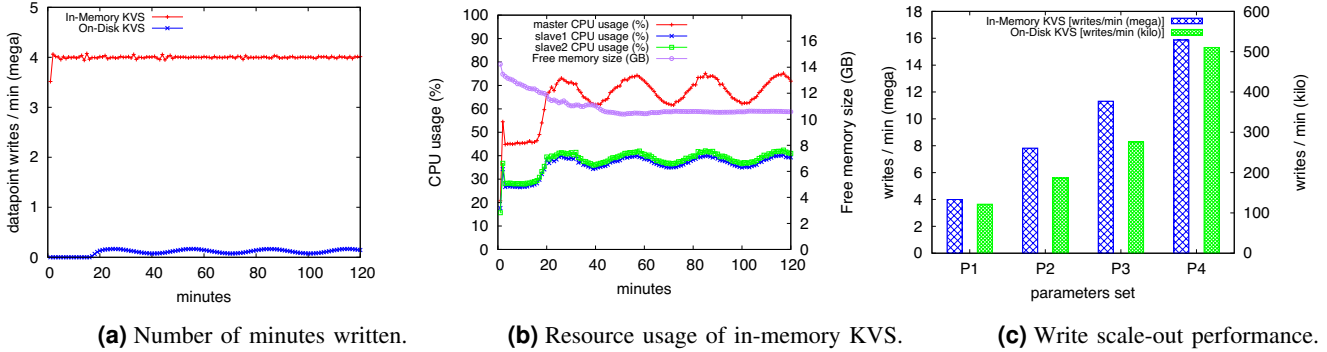 datapoint writes / min (mega)
5
4
3
2
1
0
In-Memory KVS
On-Disk KVS
0 20 40 60 80 100 120
minutes
(a) Number of minutes written.
CPU usage (%)
100
90
80
70
60
50
40
30
20
10
0
master CPU usage (%)
slave1 CPU usage (%)
slave2 CPU usage (%)
Free memory size (GB)
16
14
12
10
8
6
4
2
0
Free memory size (GB)
0 20 40 60 80 100 120
minutes
(b) Resource usage of in-memory KVS.
writes / min (mega)
18
16
14
12
10
8
6
4
2
0
In-Memory KVS [writes/min (mega)]
On-Disk KVS [writes/min (kilo)]
600
500
400
300
200
100
0
writes / min (kilo)
P1 P2 P3 P4
parameters set
(c) Write scale-out performance.